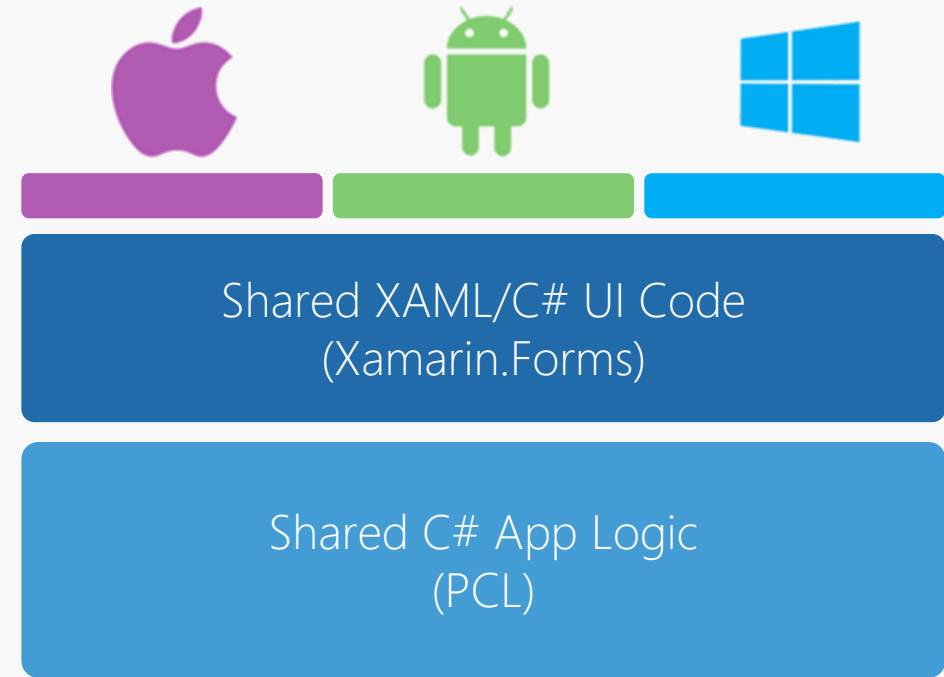 Shared XAML/C# UI Code
(Xamarin.Forms)
Shared C# App Logic
(PCL)